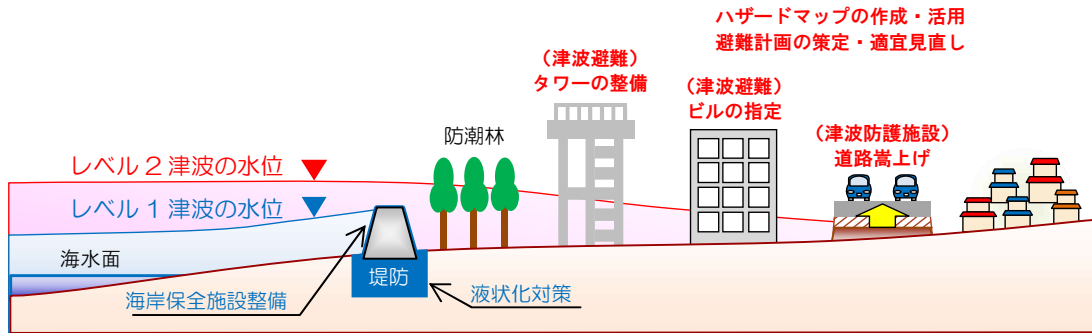 ハザードマップの作成・活用
避難計画の策定・適宜見直し
（津波避難）
タワーの整備
（津波避難）
ビルの指定
防潮林
（津波防護施設）
道路嵩上げ
レベル２津波の水位
レベル１津波の水位
海水面
堤防
海岸保全施設整備
液状化対策